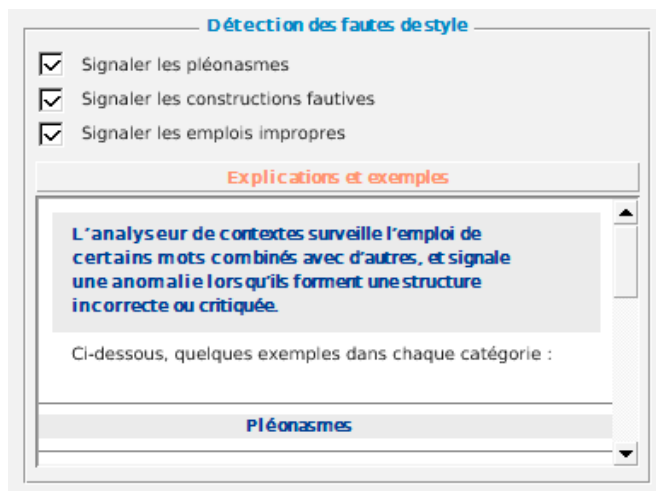 Détection des fautes de style
Signaler les pléonasmes
Signaler les constructions fautives
Signaler les emplois impropres
Explications et exemples
L'analyseur de contextes surveille l'emploi de
certains mots combinés avec d'autres, et signale
une anomalie lorsqu'ils forment une structure
incorrecte ou critiquée.
Ci-dessous, quelques exemples dans chaque catégorie :
Pléonasmes